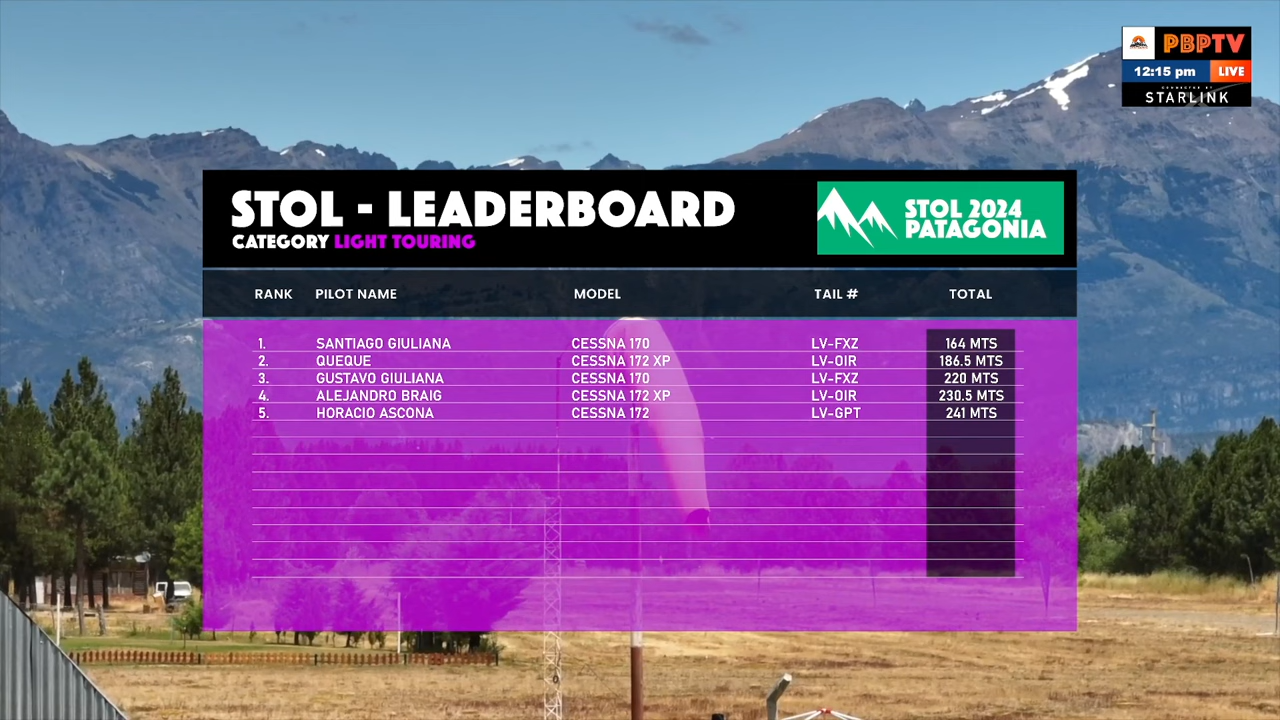 PBPTV
12:15 pm LIVE
STARLINK
STOL - LEADERBOARD
CATEGORY LIGHT TOURING
STOL 2024
PATAGONIA
RANK PILOT NAME MODEL TAIL # TOTAL
1. SANTIAGO GIULIANA CESSNA 170 LV-FXZ 164 MTS
2. QUEQUE CESSNA 172 XP LV-OIR 186.5 MTS
3. GUSTAVO GIULIANA CESSNA 170 LV-FXZ 220 MTS
4. ALEJANDRO BRAIG CESSNA 172 XP LV-OIR 230.5 MTS
5. HORACIO ASCONA CESSNA 172 LV-GPT 241 MTS